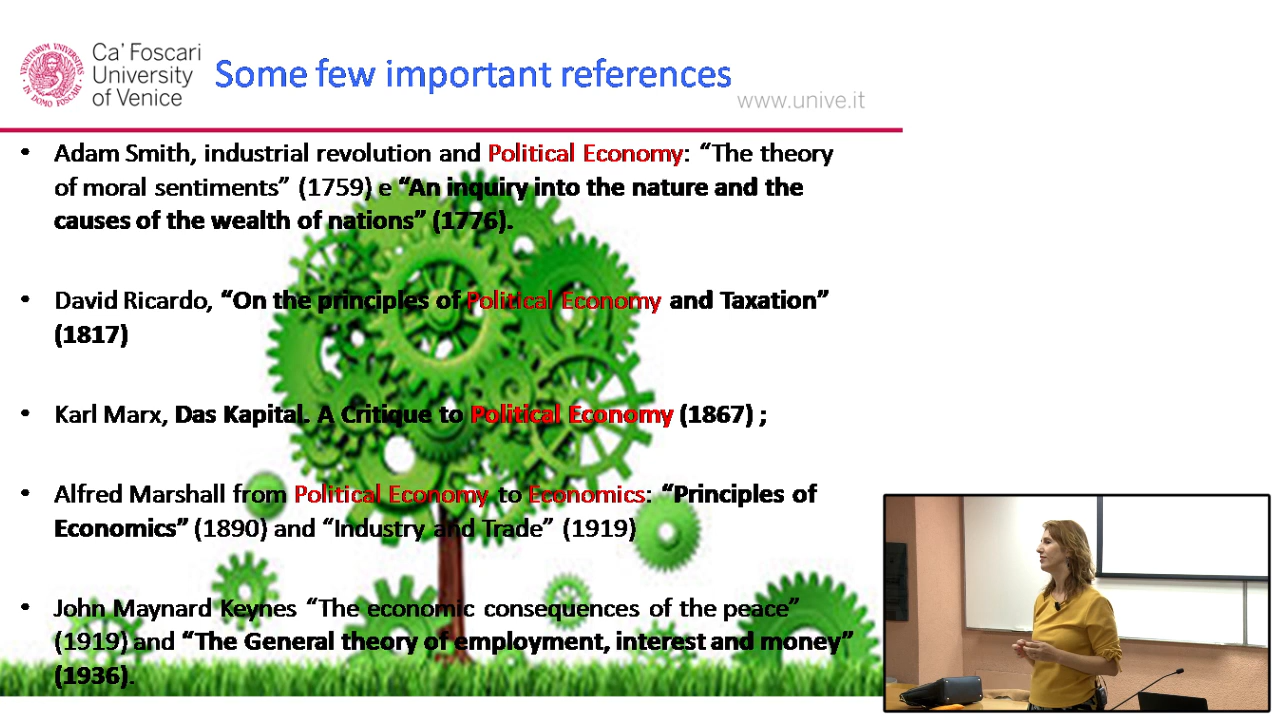 Ca' Foscari
University
of Venice
Some few important references
www.unive.it
• Adam Smith, industrial revolution and Political Economy: “The theory
of moral sentiments” (1759) e “An inquiry into the nature and the
causes of the wealth of nations” (1776).
• David Ricardo, “On the principles of Political Economy and Taxation”
(1817)
• Karl Marx, Das Kapital. A Critique to Political Economy (1867) ;
• Alfred Marshall from Political Economy to Economics: “Principles of
Economics” (1890) and “Industry and Trade” (1919)
• John Maynard Keynes “The economic consequences of the peace”
(1919) and “The General theory of employment, interest and money”
(1936).